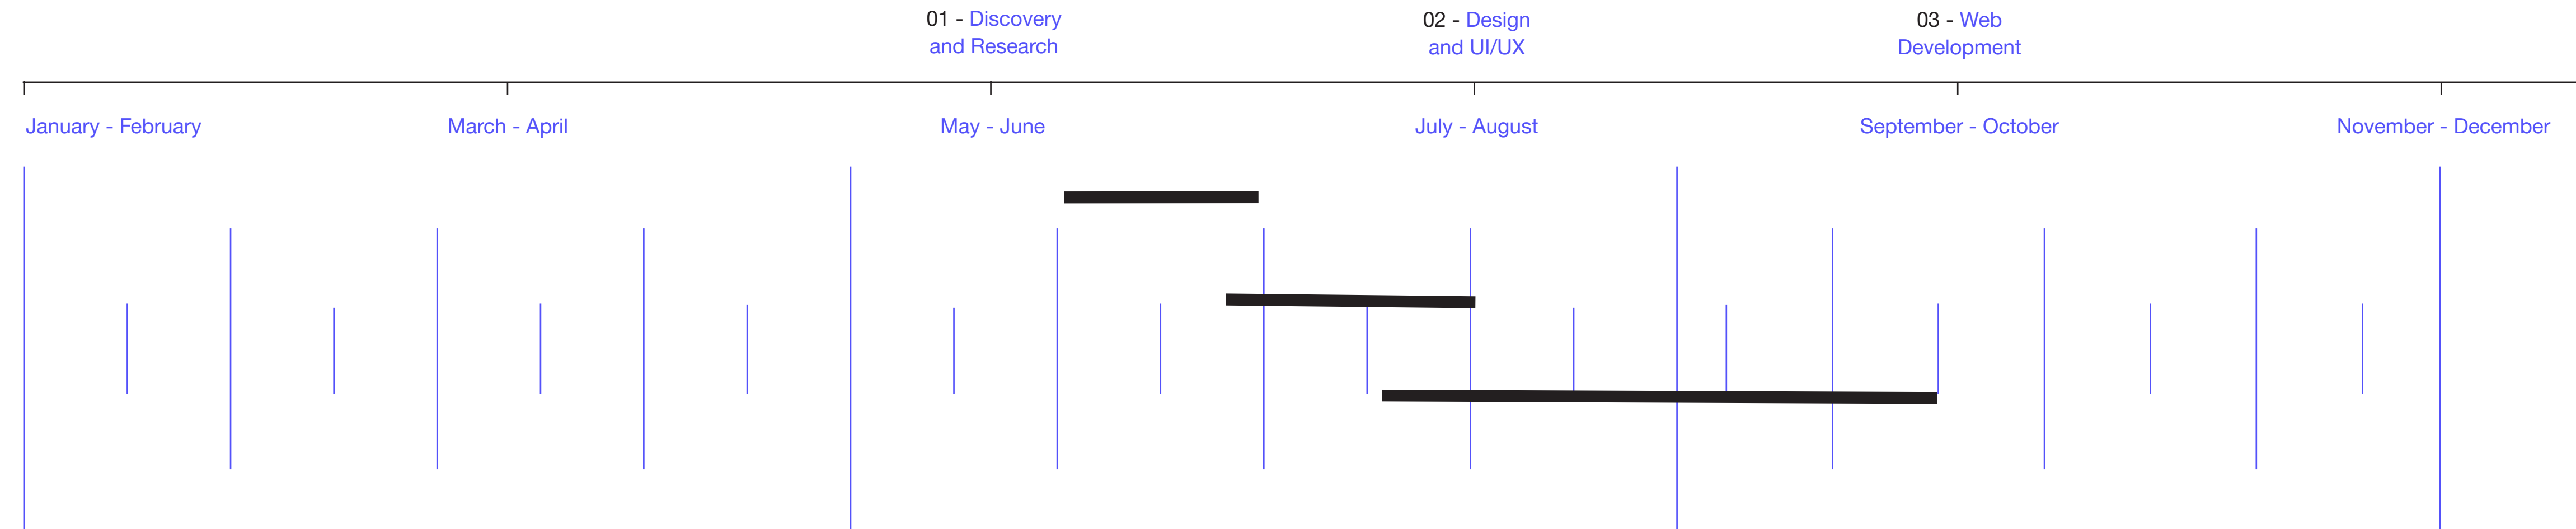 01 - Discovery
and Research
02 - Design
and UI/UX
03 - Web
Development
January - February
March - April
May - June
July - August
September - October
November - December